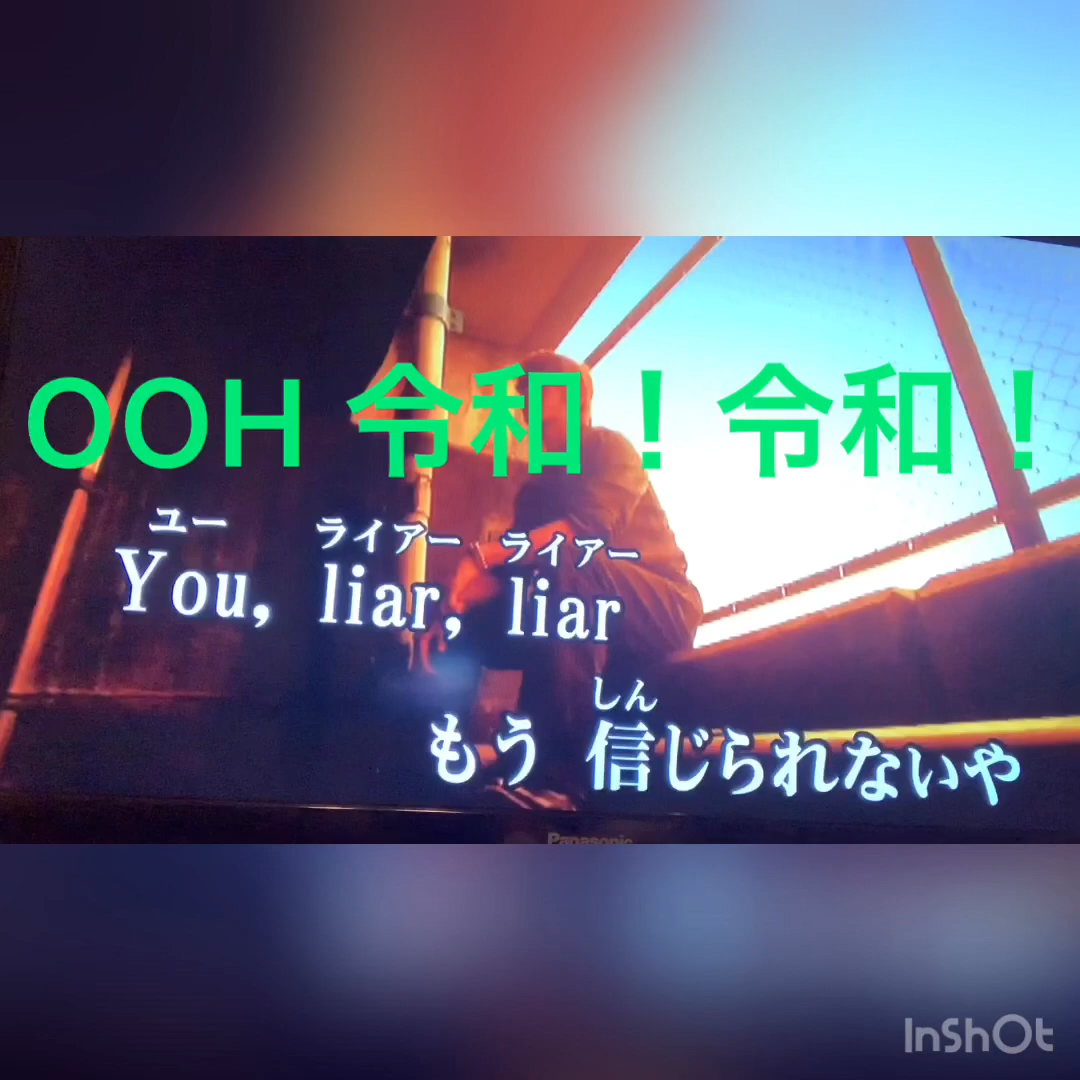 OOH 令和！令和！
ユー ライアー ライアー
You, liar, liar
しん
もう 信じられないや
Panasonic
InShOt